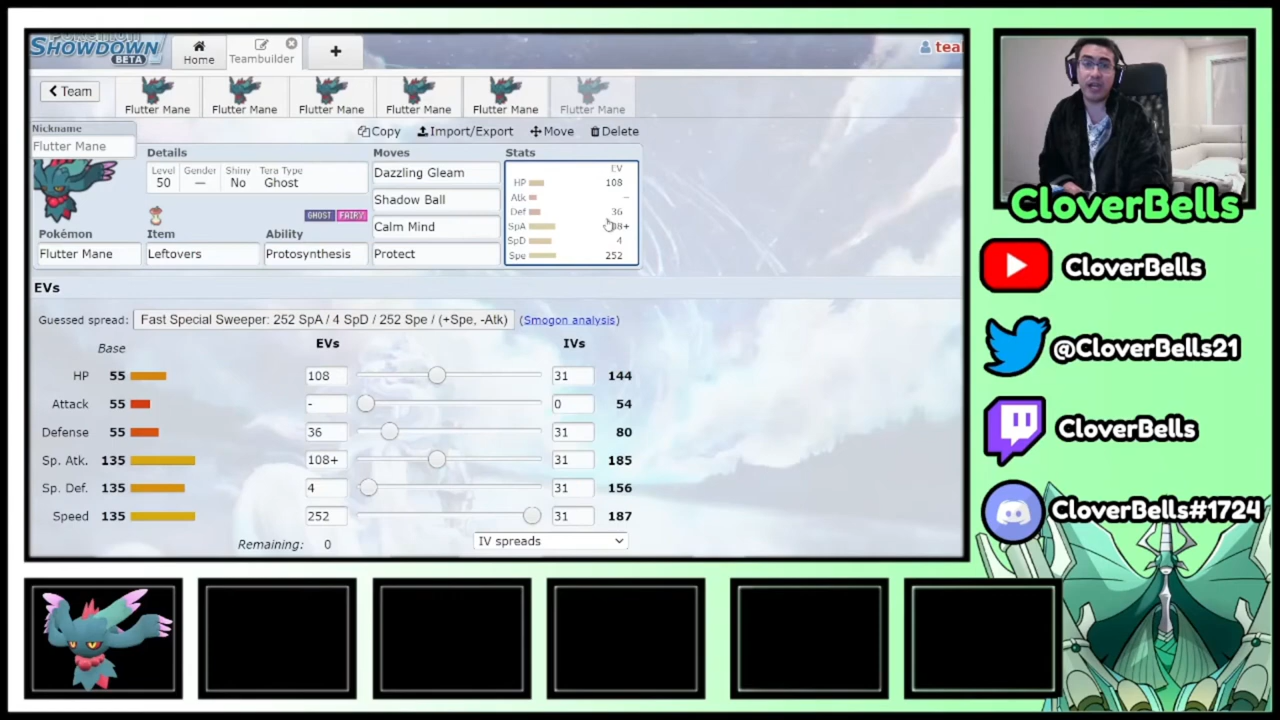 POKÉMON
SHOWDOWN
BETA
Home
Teambuilder
+
tea
Team
Flutter Mane
Flutter Mane
Flutter Mane
Flutter Mane
Flutter Mane
Flutter Mane
Copy Import/Export Move Delete
Nickname
Flutter Mane
Details
Level Gender Shiny Tera Type
50 — No Ghost
GHOST FAIRY
Pokémon Item Ability
Flutter Mane Leftovers Protosynthesis
Moves
Dazzling Gleam
Shadow Ball
Calm Mind
Protect
Stats
EV
HP 108
Atk –
Def 36
SpA 8+
SpD 4
Spe 252
EVs
Guessed spread: Fast Special Sweeper: 252 SpA / 4 SpD / 252 Spe / (+Spe, -Atk) (Smogon analysis)
Base EVs IVs
HP 55 108 31 144
Attack 55 - 0 54
Defense 55 36 31 80
Sp. Atk. 135 108+ 31 185
Sp. Def. 135 4 31 156
Speed 135 252 31 187
Remaining: 0 IV spreads
CloverBells
CloverBells
@CloverBells21
CloverBells
CloverBells#1724